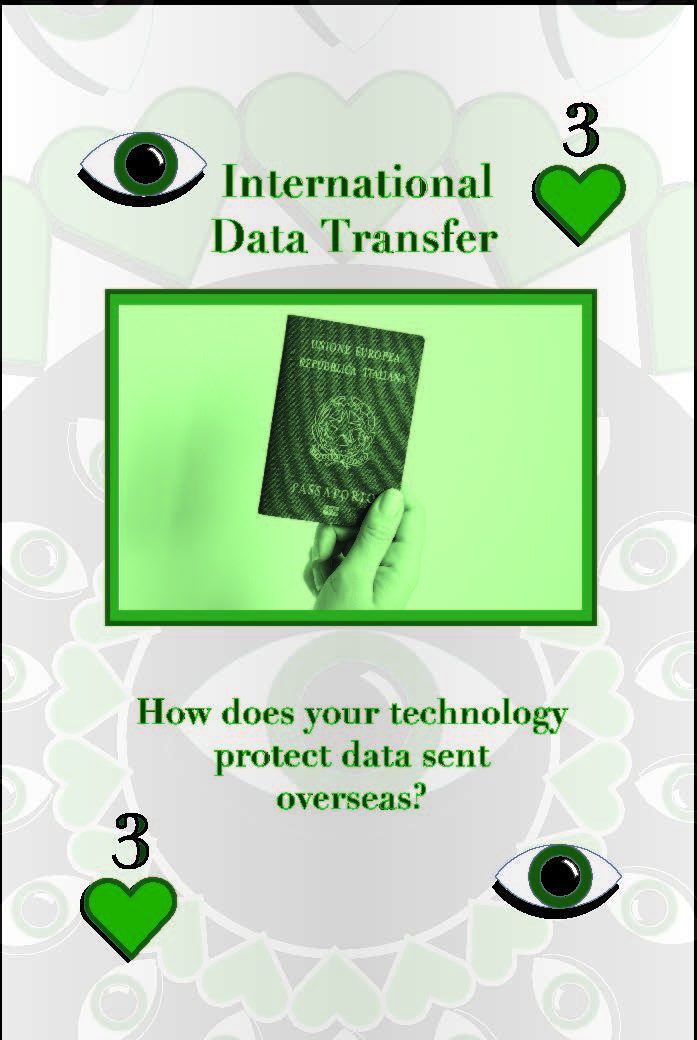 3
International
Data Transfer
UNIONE EUROPEA
REPUBBLICA ITALIANA
PASSAPORTO
How does your technology
protect data sent
overseas?
3